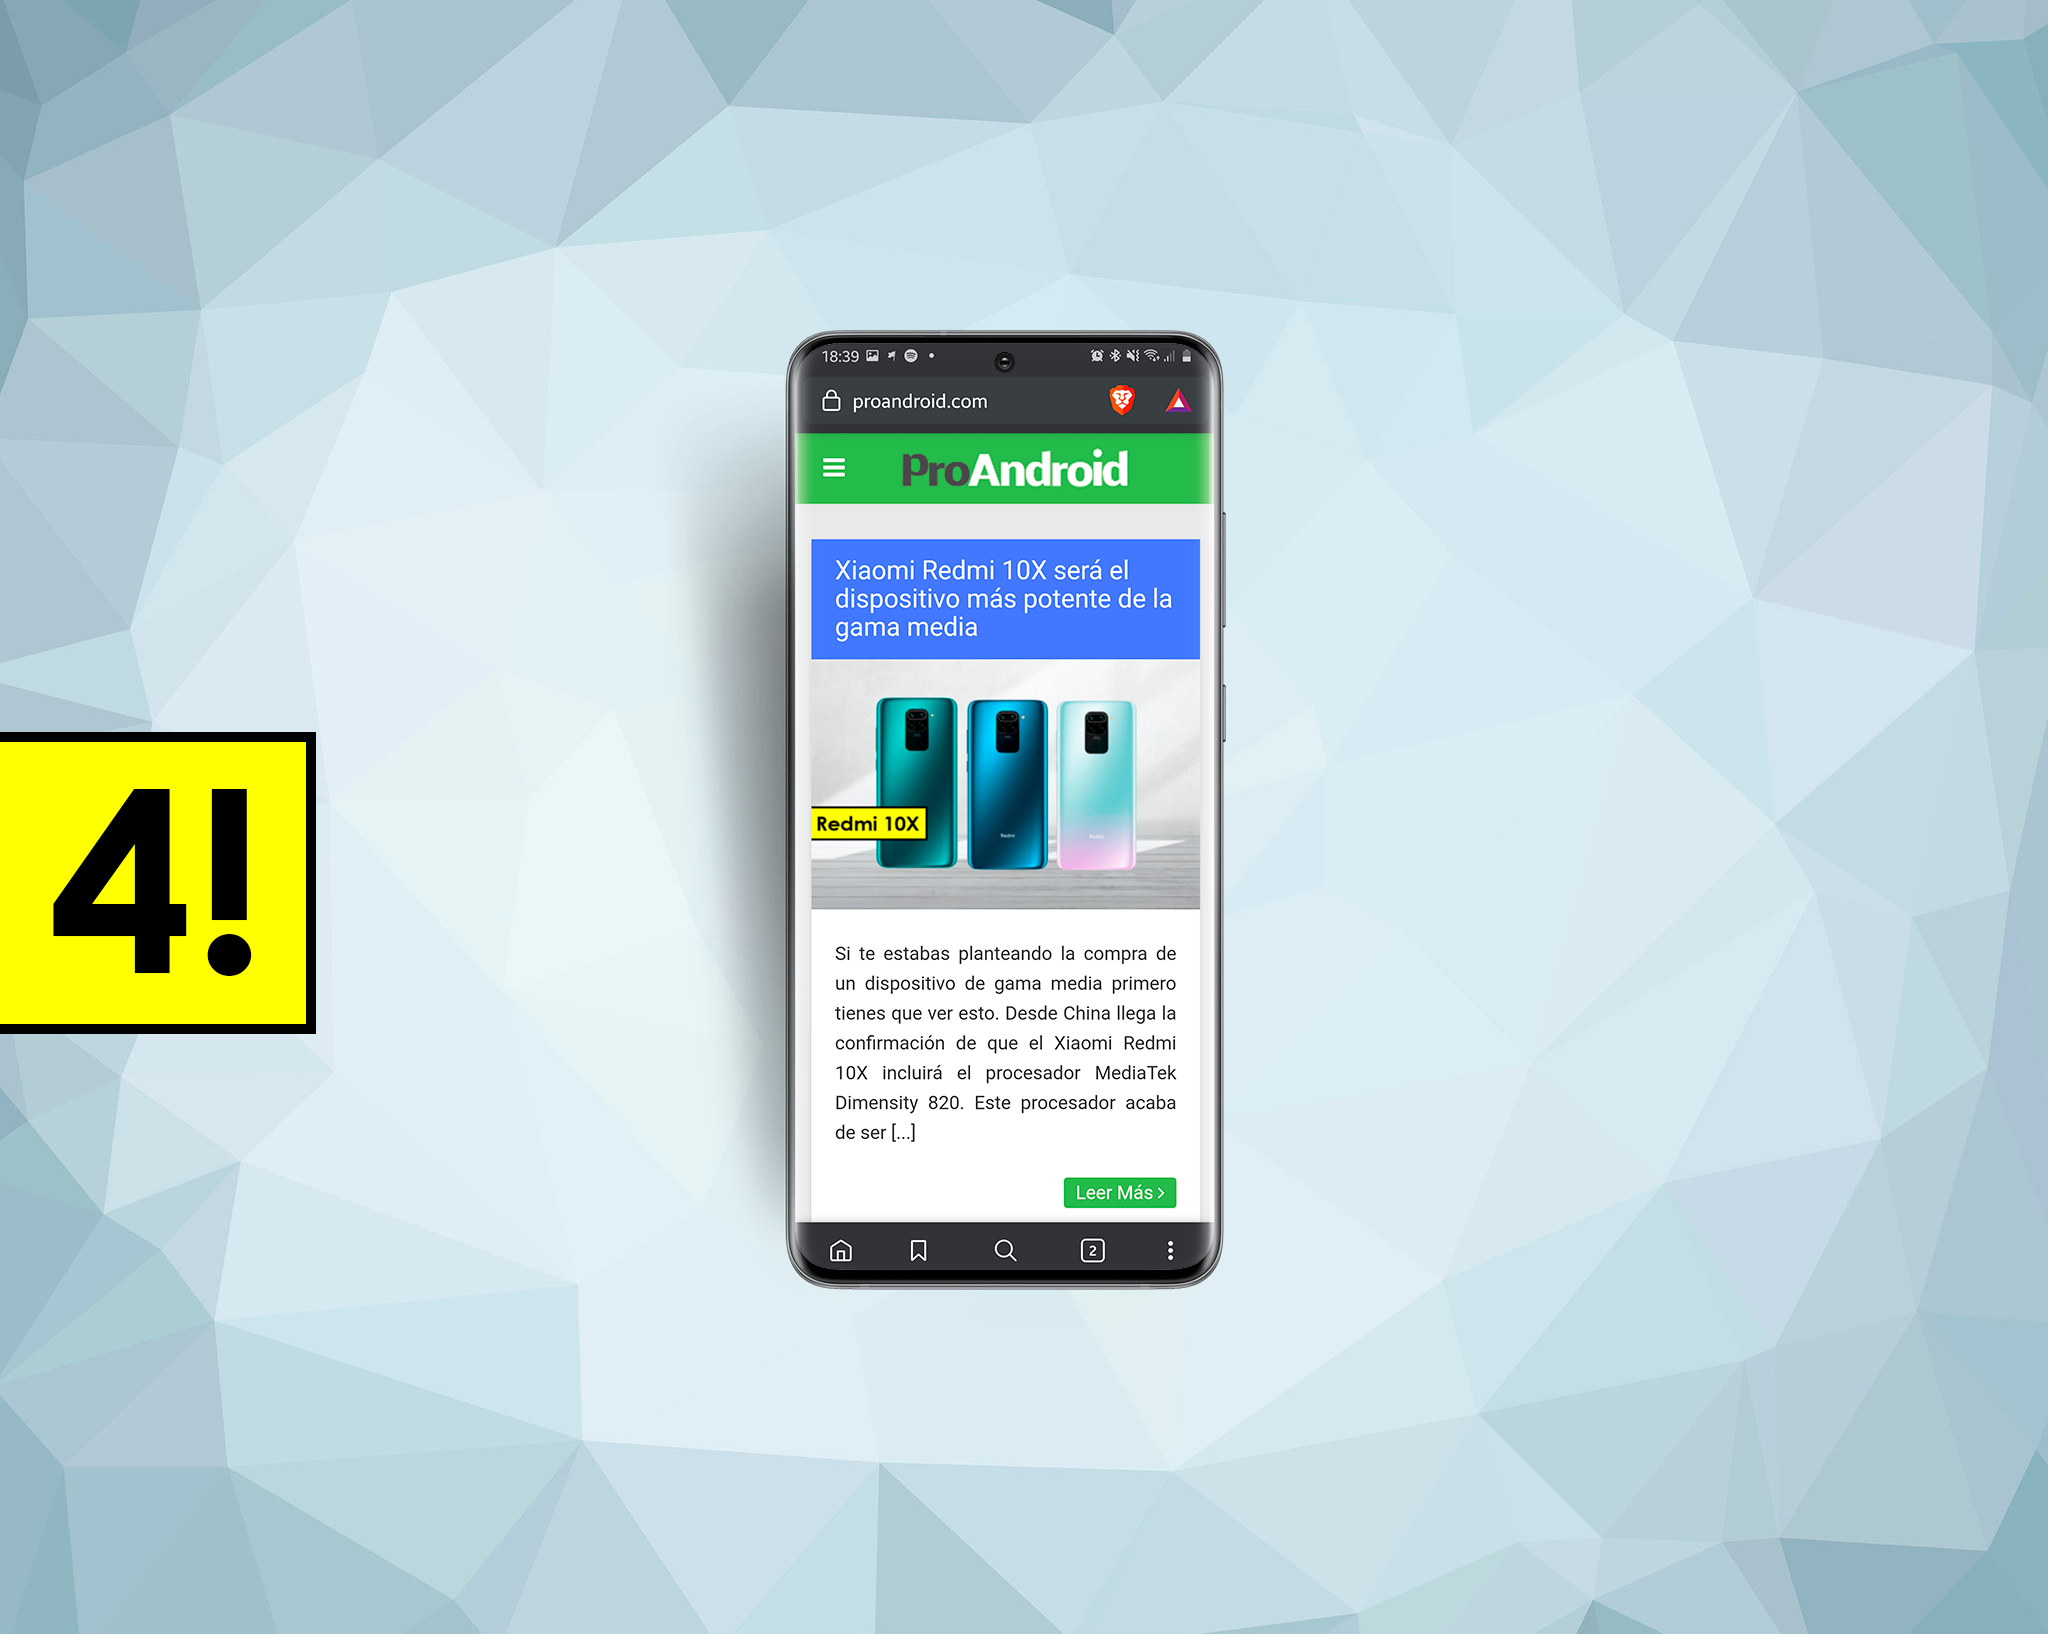 4!
18:39
proandroid.com
ProAndroid
Xiaomi Redmi 10X será el
dispositivo más potente de la
gama media
Redmi 10X
Si te estabas planteando la compra de
un dispositivo de gama media primero
tienes que ver esto. Desde China llega la
confirmación de que el Xiaomi Redmi
10X incluirá el procesador MediaTek
Dimensity 820. Este procesador acaba
de ser [...]
Leer Más
2